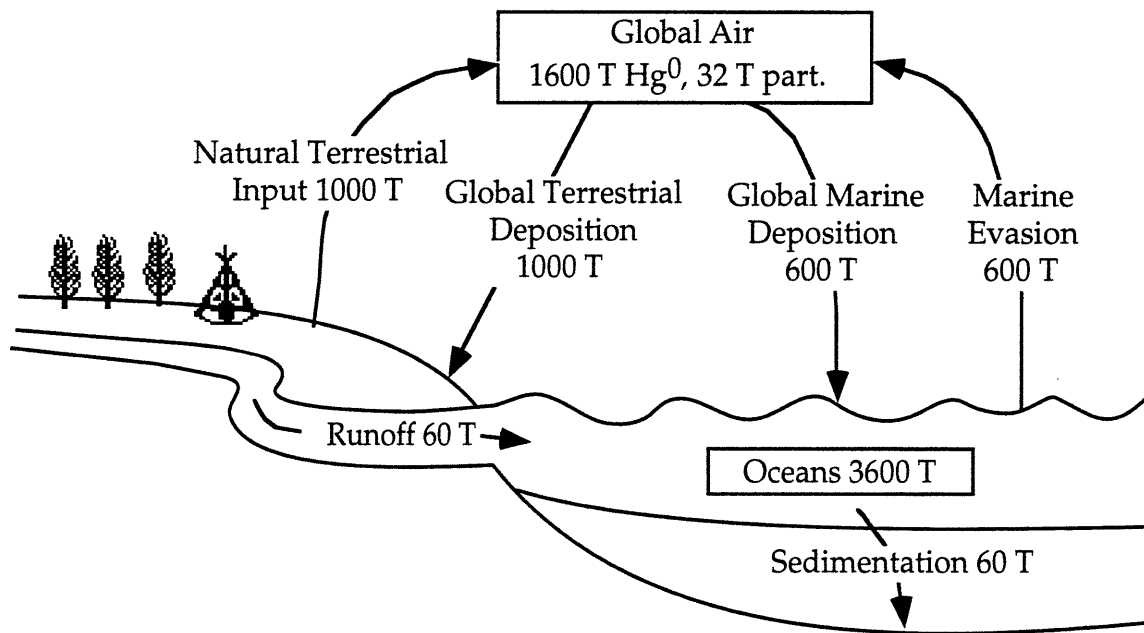 Global Air
1600 T Hg⁰, 32 T part.
Natural Terrestrial
Input 1000 T
Global Terrestrial
Deposition
1000 T
Global Marine
Deposition
600 T
Marine
Evasion
600 T
Runoff 60 T
Oceans 3600 T
Sedimentation 60 T